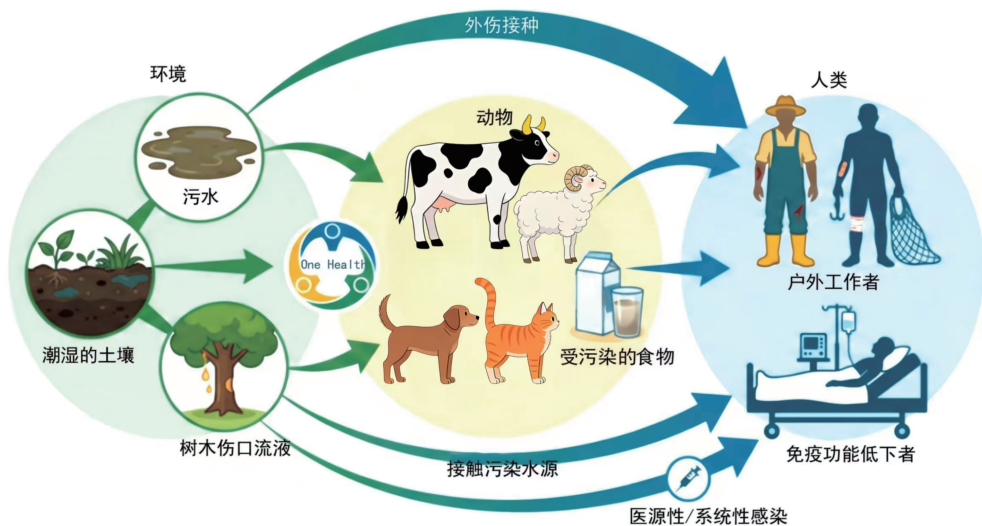 外伤接种
环境
人类
动物
污水
One Health
户外工作者
潮湿的土壤
受污染的食物
树木伤口流液
接触污染水源
免疫功能低下者
医源性/系统性感染